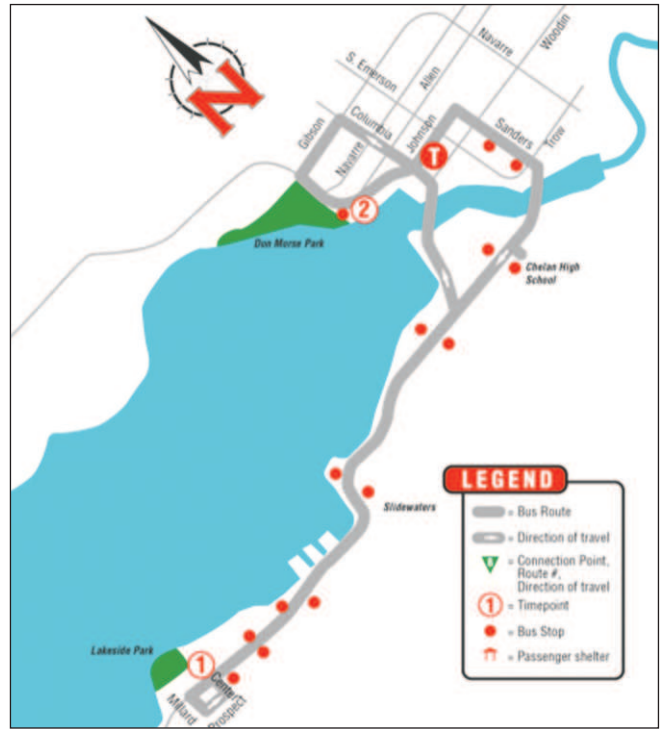 N
Navarre
Woodin
S. Emerson
Allen
Columbia
Gibson
Navarre
Johnson
Sanders
Trow
T
2
Don Morse Park
Chelan High
School
Slidewaters
Lakeside Park
1
Center
Millard
Prospect
LEGEND
= Bus Route
= Direction of travel
6
= Connection Point,
Route #,
Direction of travel
1
= Timepoint
= Bus Stop
= Passenger shelter